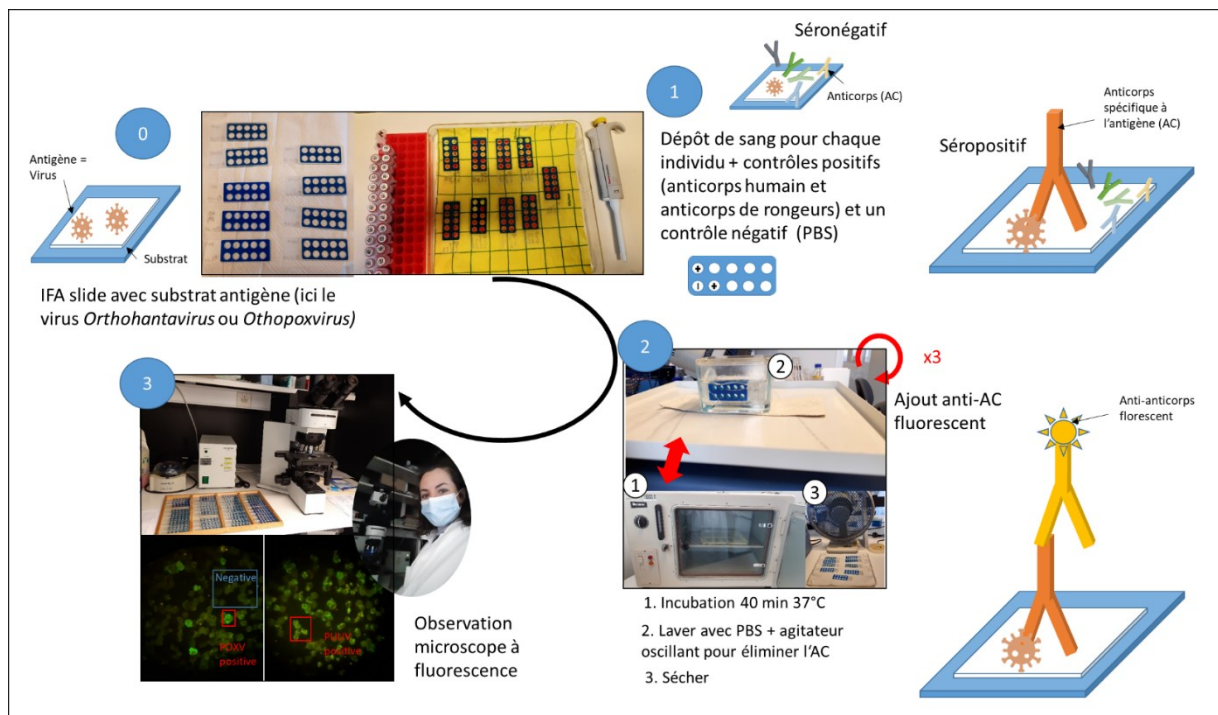 0
Antigène =
Virus
Substrat
IFA slide avec substrat antigène (ici le
virus Orthohantavirus ou Othopoxvirus)
1
Séronégatif
Anticorps (AC)
Dépôt de sang pour chaque
individu + contrôles positifs
(anticorps humain et
anticorps de rongeurs) et un
contrôle négatif (PBS)
+
- +
Séropositif
Anticorps
spécifique à
l'antigène (AC)
2
2
x3
Ajout anti-AC
fluorescent
1
3
1. Incubation 40 min 37°C
2. Laver avec PBS + agitateur
oscillant pour éliminer l'AC
3. Sécher
Anti-anticorps
florescent
3
Negative
POXV
positive
PUUV
positive
Observation
microscope à
fluorescence